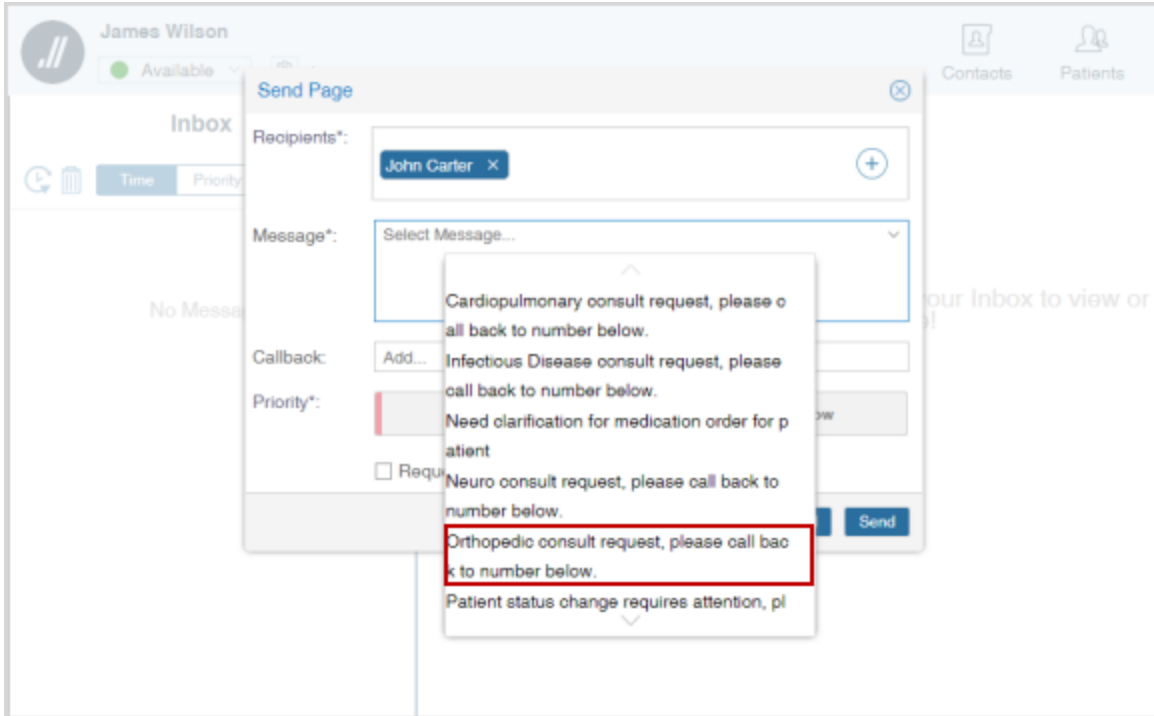 James Wilson
Available
Contacts
Patients
Send Page
Inbox
Recipients*:
John Carter ×
Time
Priority
Message*:
Select Message...
Cardiopulmonary consult request, please c
all back to number below.
Infectious Disease consult request, please
call back to number below.
Need clarification for medication order for p
atient
Neuro consult request, please call back to
number below.
Orthopedic consult request, please call bac
k to number below.
Patient status change requires attention, pl
No Messa
our Inbox to view or
Callback:
Add...
Priority*:
ow
Reque
Send